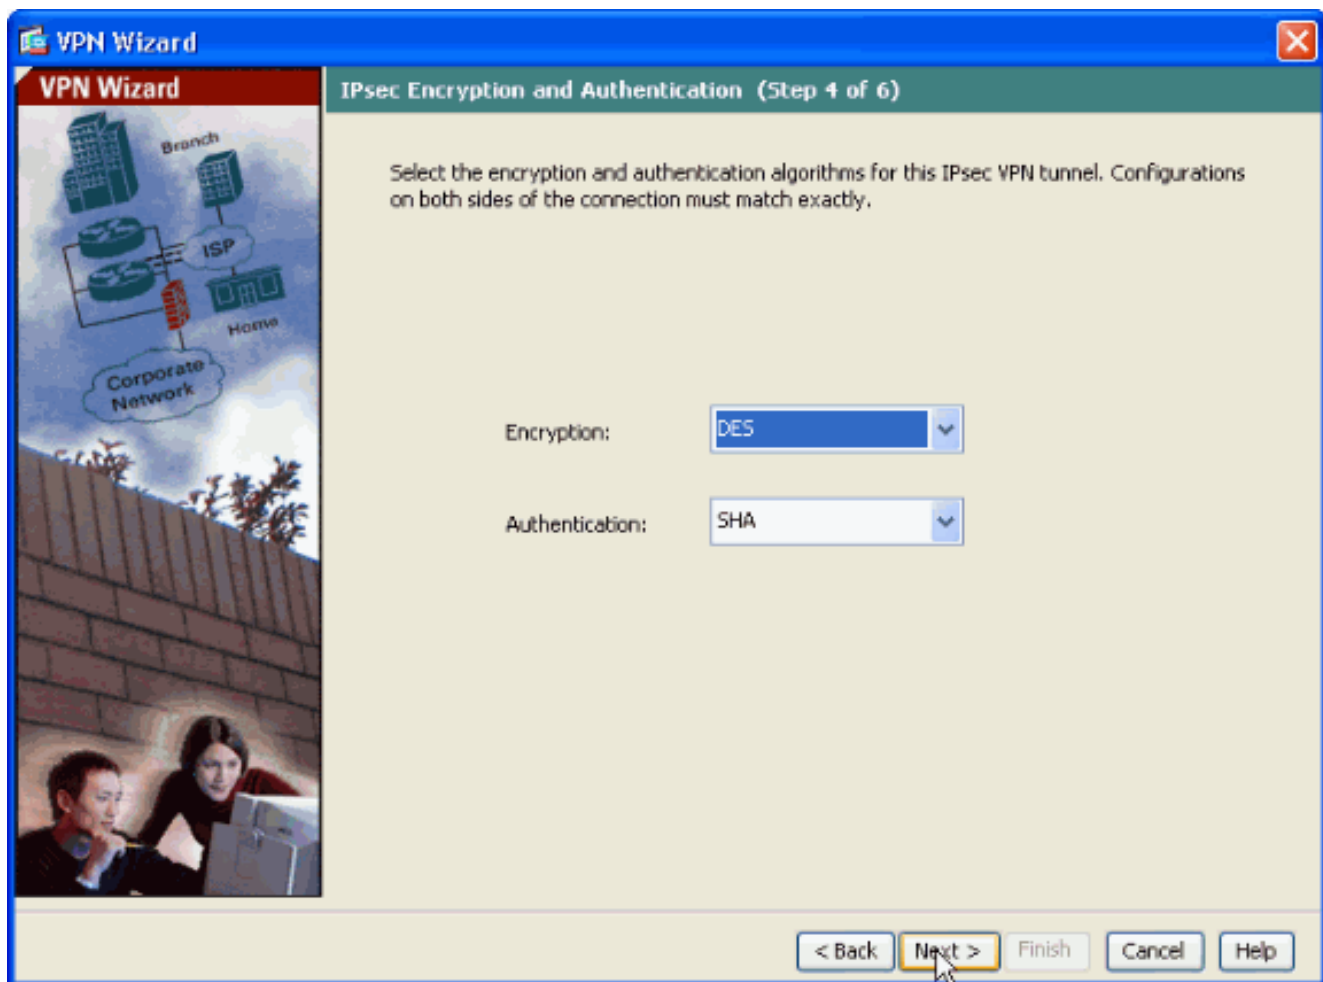 VPN Wizard
VPN Wizard
IPsec Encryption and Authentication (Step 4 of 6)
Branch
ISP
Home
Corporate
Network
Select the encryption and authentication algorithms for this IPsec VPN tunnel. Configurations
on both sides of the connection must match exactly.
Encryption:
DES
Authentication:
SHA
< Back
Next >
Finish
Cancel
Help